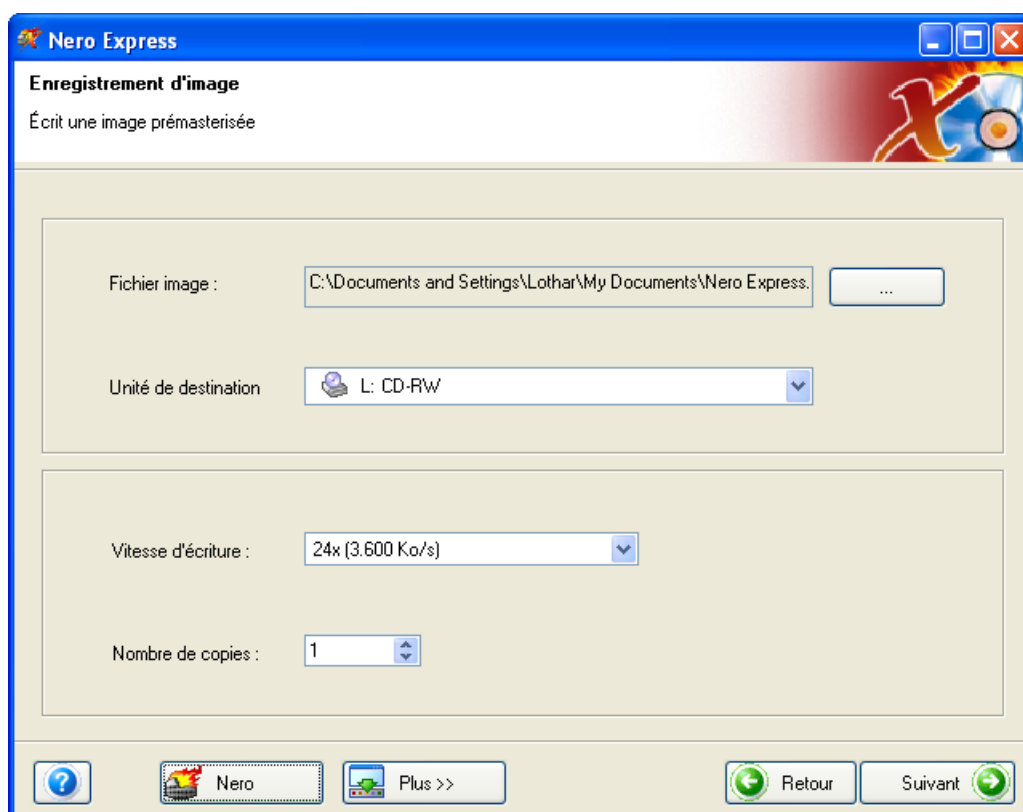 Nero Express
Enregistrement d'image
Écrit une image prémasterisée
Fichier image :
C:\Documents and Settings\Lothar\My Documents\Nero Express.
...
Unité de destination
L: CD-RW
Vitesse d'écriture :
24x (3.600 Ko/s)
Nombre de copies :
1
Nero
Plus >>
Retour
Suivant